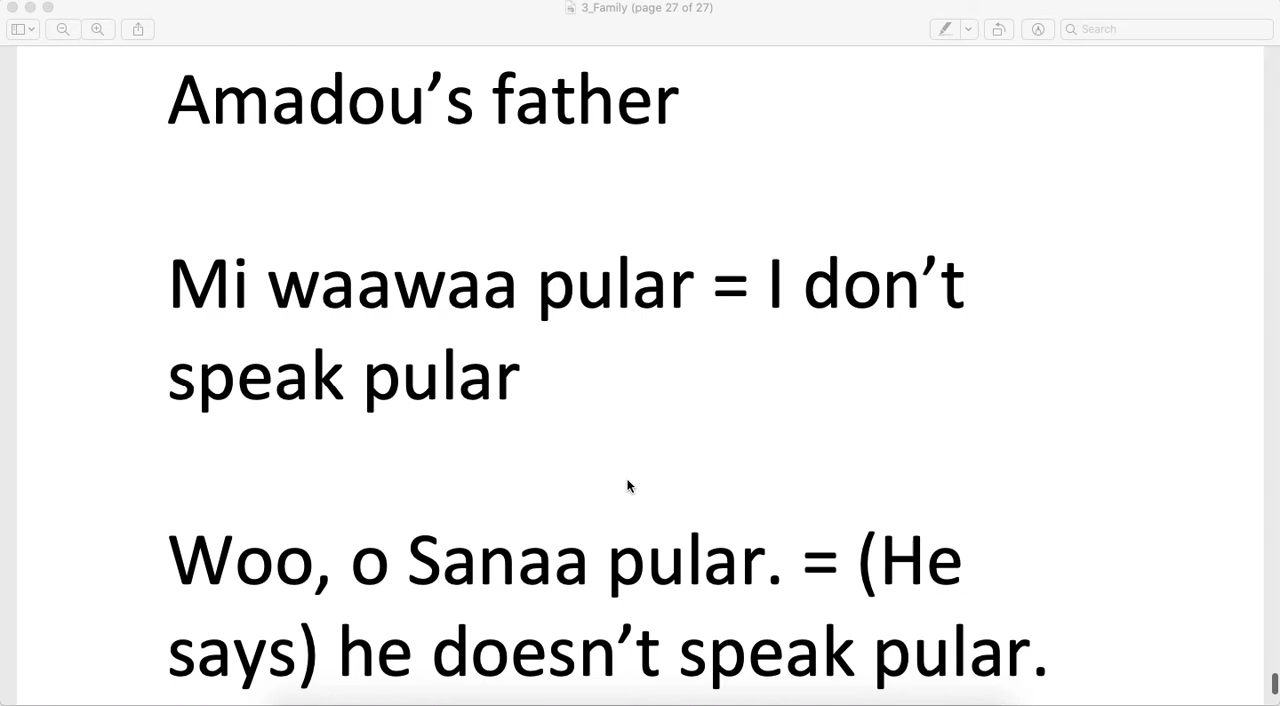 3_Family (page 27 of 27)
Search
Amadou’s father
Mi waawaa pular = I don’t
speak pular
Woo, o Sanaa pular. = (He
says) he doesn’t speak pular.